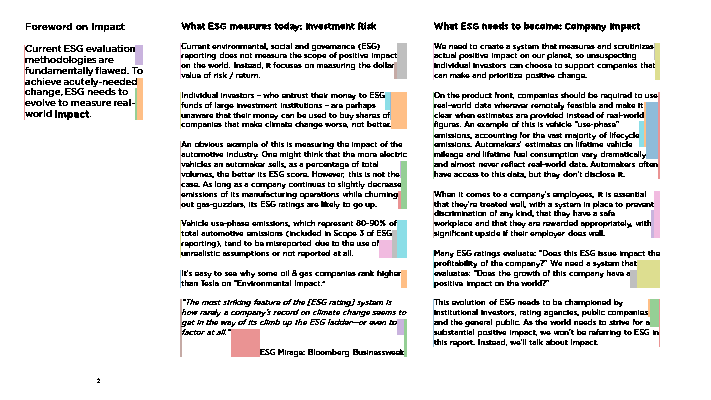 Foreword on Impact
Current ESG evaluation
methodologies are
fundamentally flawed. To
achieve acutely-needed
change, ESG needs to
evolve to measure real-
world Impact.
What ESG measures today: Investment Risk
Current environmental, social and governance (ESG)
reporting does not measure the scope of positive impact
on the world. Instead, it focuses on measuring the dollar
value of risk / return.
Individual investors – who entrust their money to ESG
funds of large investment institutions – are perhaps
unaware that their money can be used to buy shares of
companies that make climate change worse, not better.
An obvious example of this is measuring the impact of the
automotive industry. One might think that the more electric
vehicles an automaker sells, as a percentage of total
volumes, the better its ESG score. However, this is not the
case. As long as a company continues to slightly decrease
emissions of its manufacturing operations while churning
out gas-guzzlers, its ESG ratings are likely to go up.
Vehicle use-phase emissions, which represent 80-90% of
total automotive emissions (included in Scope 3 of ESG
reporting), tend to be misreported due to the use of
unrealistic assumptions or not reported at all.
It's easy to see why some oil & gas companies rank higher
than Tesla on "Environmental Impact."
"The most striking feature of the [ESG rating] system is
how rarely a company's record on climate change seems to
get in the way of its climb up the ESG ladder—or even to
factor at all."
ESG Mirage: Bloomberg Businessweek
What ESG needs to become: Company Impact
We need to create a system that measures and scrutinizes
actual positive impact on our planet, so unsuspecting
individual investors can choose to support companies that
can make and prioritize positive change.
On the product front, companies should be required to use
real-world data wherever remotely feasible and make it
clear when estimates are provided instead of real-world
figures. An example of this is vehicle "use-phase"
emissions, accounting for the vast majority of lifecycle
emissions. Automakers' estimates on lifetime vehicle
mileage and lifetime fuel consumption vary dramatically
and almost never reflect real-world data. Automakers often
have access to this data, but they don't disclose it.
When it comes to a company's employees, it is essential
that they're treated well, with a system in place to prevent
discrimination of any kind, that they have a safe
workplace and that they are rewarded appropriately, with
significant upside if their employer does well.
Many ESG ratings evaluate: "Does this ESG issue impact the
profitability of the company?" We need a system that
evaluates: "Does the growth of this company have a
positive impact on the world?"
This evolution of ESG needs to be championed by
institutional investors, rating agencies, public companies
and the general public. As the world needs to strive for a
substantial positive impact, we won't be referring to ESG in
this report. Instead, we'll talk about Impact.
2